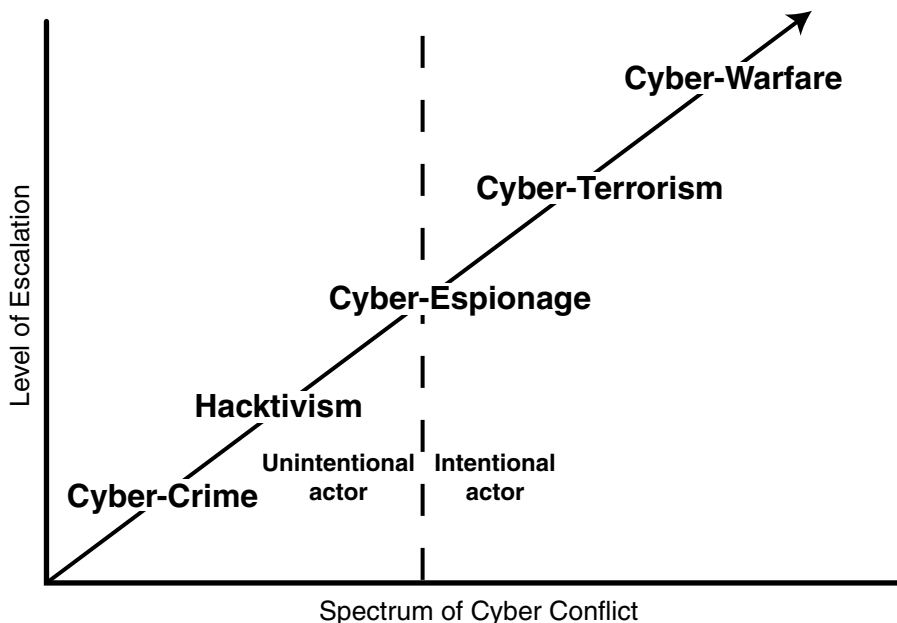 Cyber-Warfare
Cyber-Terrorism
Cyber-Espionage
Hacktivism
Unintentional
actor
Intentional
actor
Cyber-Crime
Level of Escalation
Spectrum of Cyber Conflict